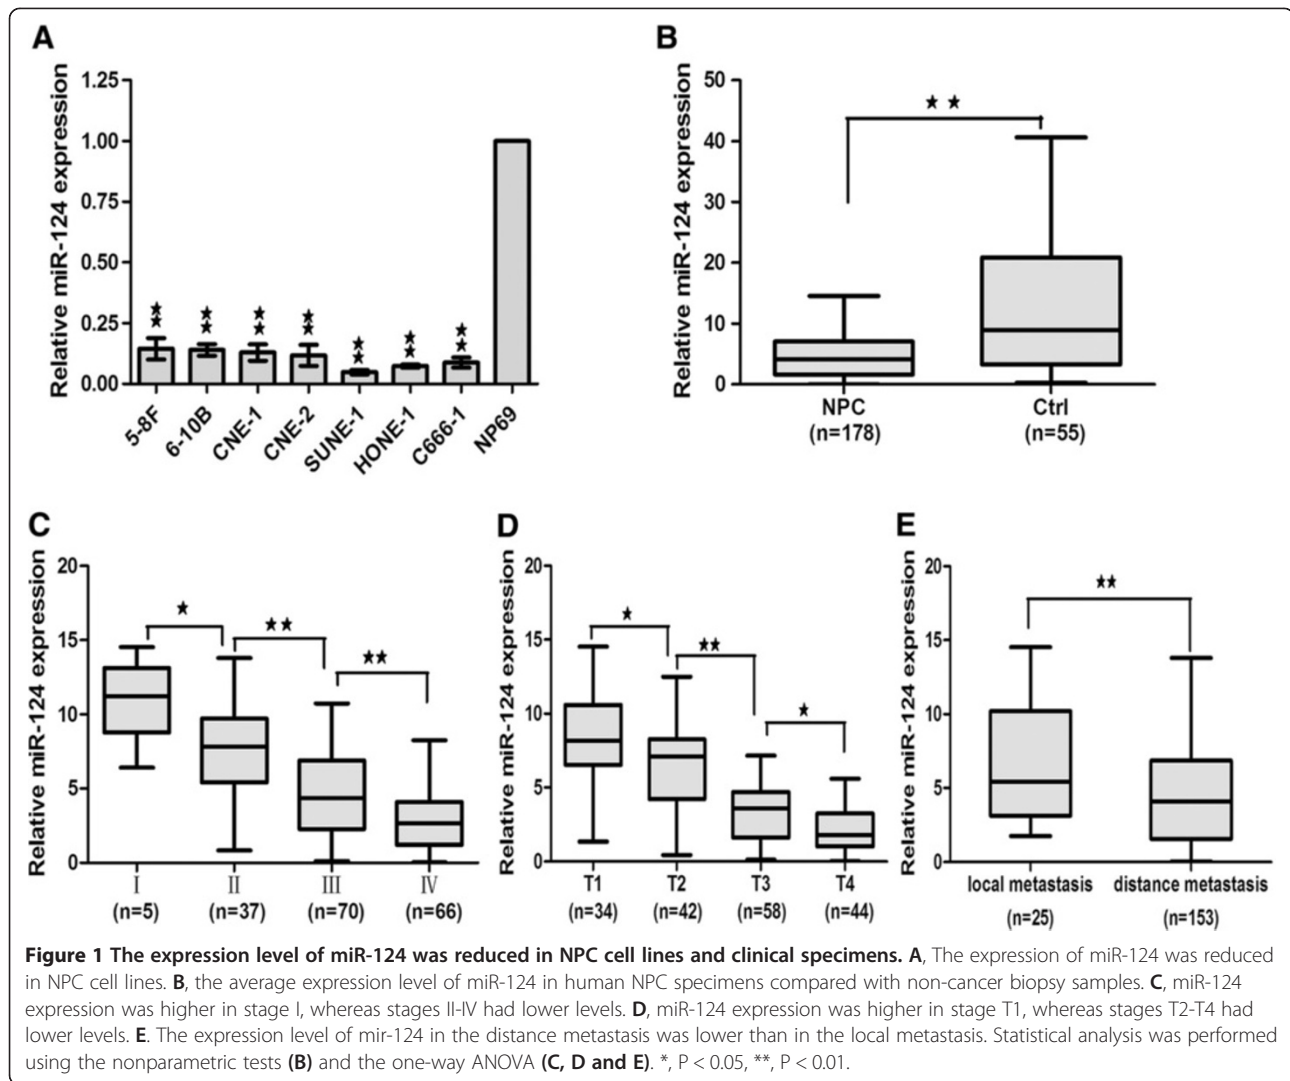 A
Relative miR-124 expression
1.25
1.00
0.75
0.50
0.25
0.00
★★ ★★ ★★ ★★ ★★ ★★ ★★
5-8F 6-10B CNE-1 CNE-2 SUNE-1 HONE-1 C666-1 NP69
B
Relative miR-124 expression
50
40
30
20
10
0
★ ★
NPC Ctrl
(n=178) (n=55)
C
Relative miR-124 expression
20
15
10
5
0
★ ★★ ★★
I II III IV
(n=5) (n=37) (n=70) (n=66)
D
Relative miR-124 expression
20
15
10
5
0
★ ★★ ★
T1 T2 T3 T4
(n=34) (n=42) (n=58) (n=44)
E
Relative miR-124 expression
20
15
10
5
0
★★
local metastasis distance metastasis
(n=25) (n=153)
Figure 1 The expression level of miR-124 was reduced in NPC cell lines and clinical specimens. A, The expression of miR-124 was reduced
in NPC cell lines. B, the average expression level of miR-124 in human NPC specimens compared with non-cancer biopsy samples. C, miR-124
expression was higher in stage I, whereas stages II-IV had lower levels. D, miR-124 expression was higher in stage T1, whereas stages T2-T4 had
lower levels. E. The expression level of mir-124 in the distance metastasis was lower than in the local metastasis. Statistical analysis was performed
using the nonparametric tests (B) and the one-way ANOVA (C, D and E). *, P < 0.05, **, P < 0.01.